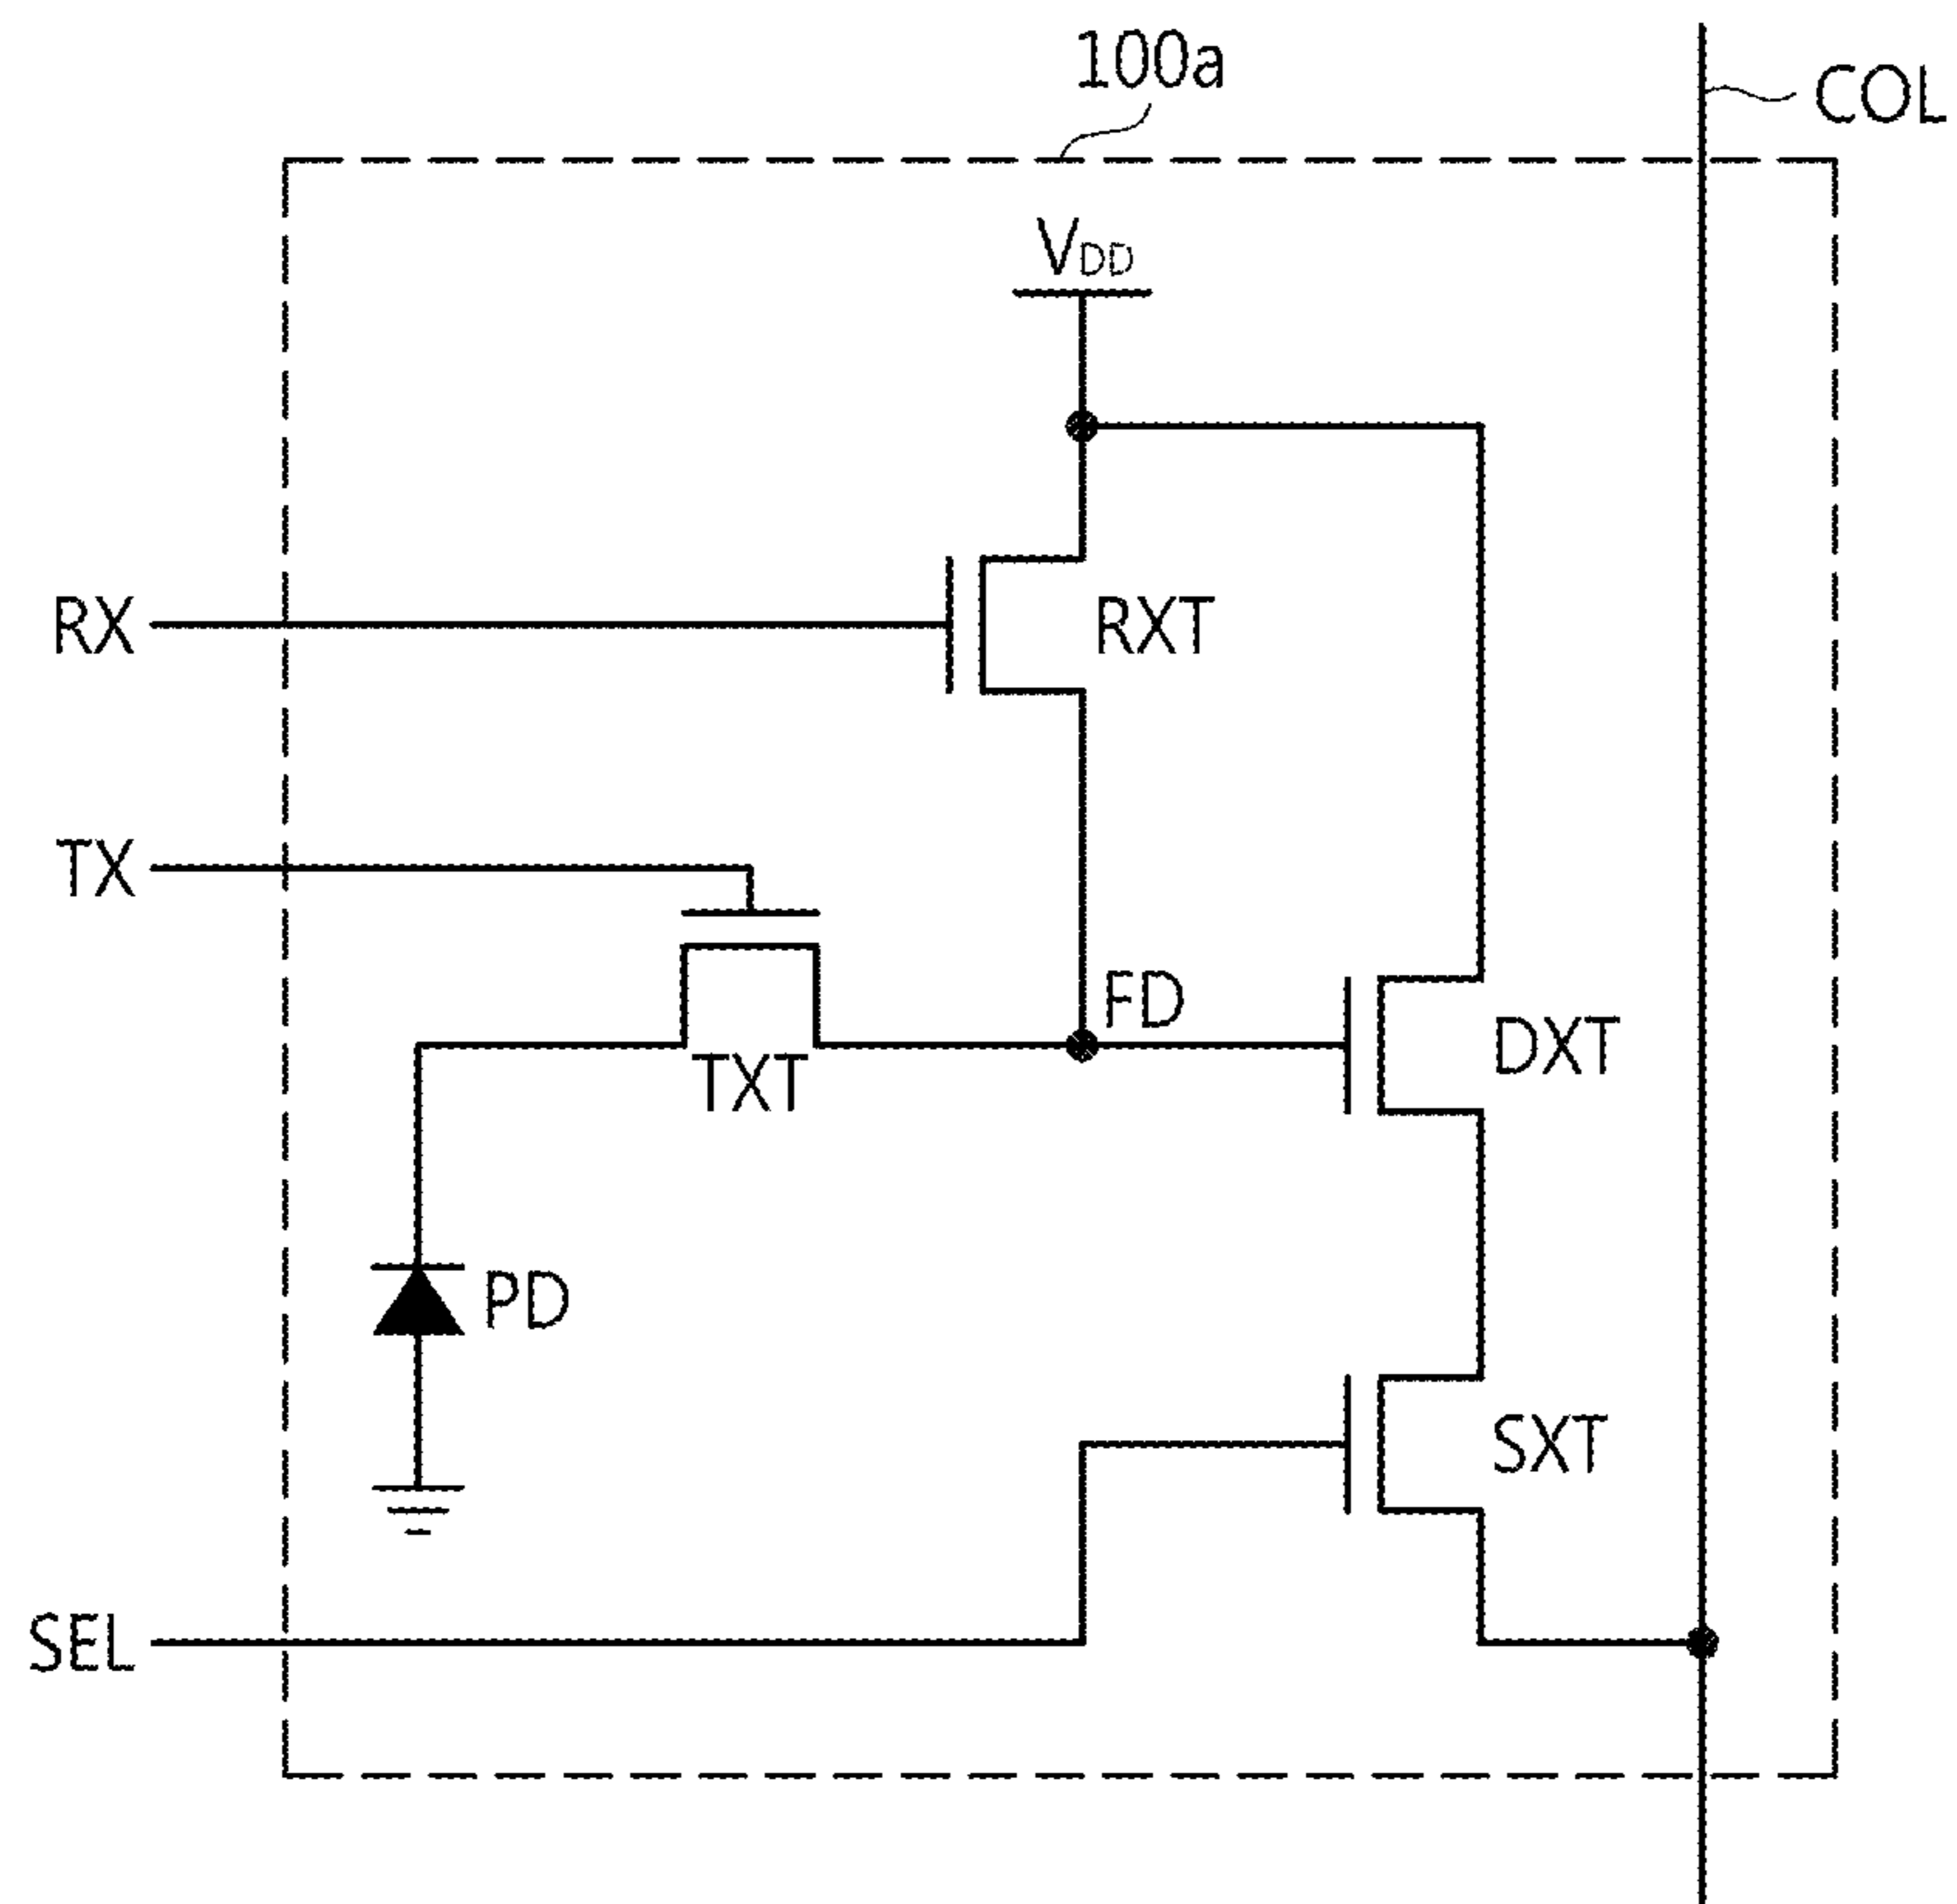 100a
COL
VDD
RX
RXT
TX
FD
DXT
TXT
PD
SXT
SEL